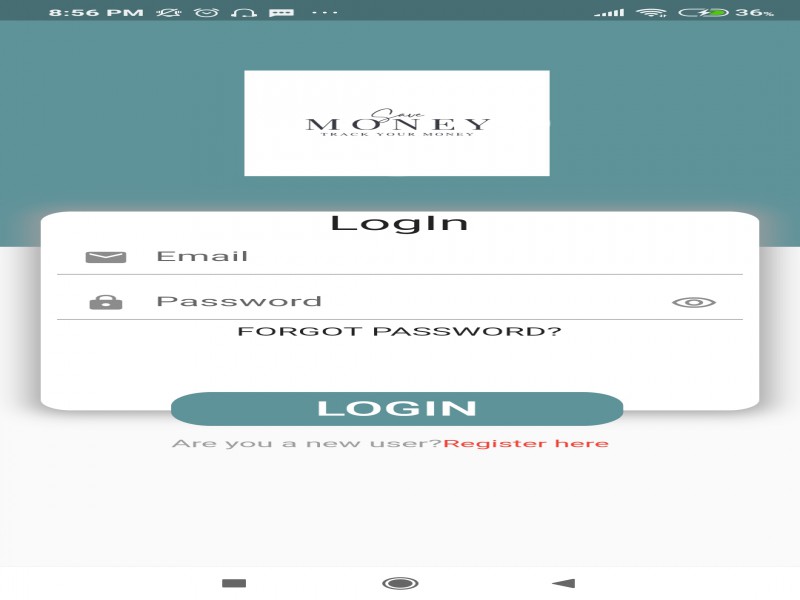 8:56 PM 36%
Save
MONEY
TRACK YOUR MONEY
LogIn
Email
Password
FORGOT PASSWORD?
LOGIN
Are you a new user?Register here